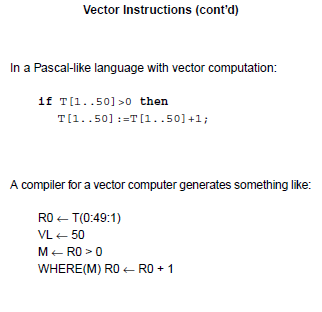 Vector Instructions (cont'd)
In a Pascal-like language with vector computation:
if T[1..50]>0 then
T[1..50]:=T[1..50]+1;
A compiler for a vector computer generates something like:
R0 ← T(0:49:1)
VL ← 50
M ← R0 > 0
WHERE(M) R0 ← R0 + 1